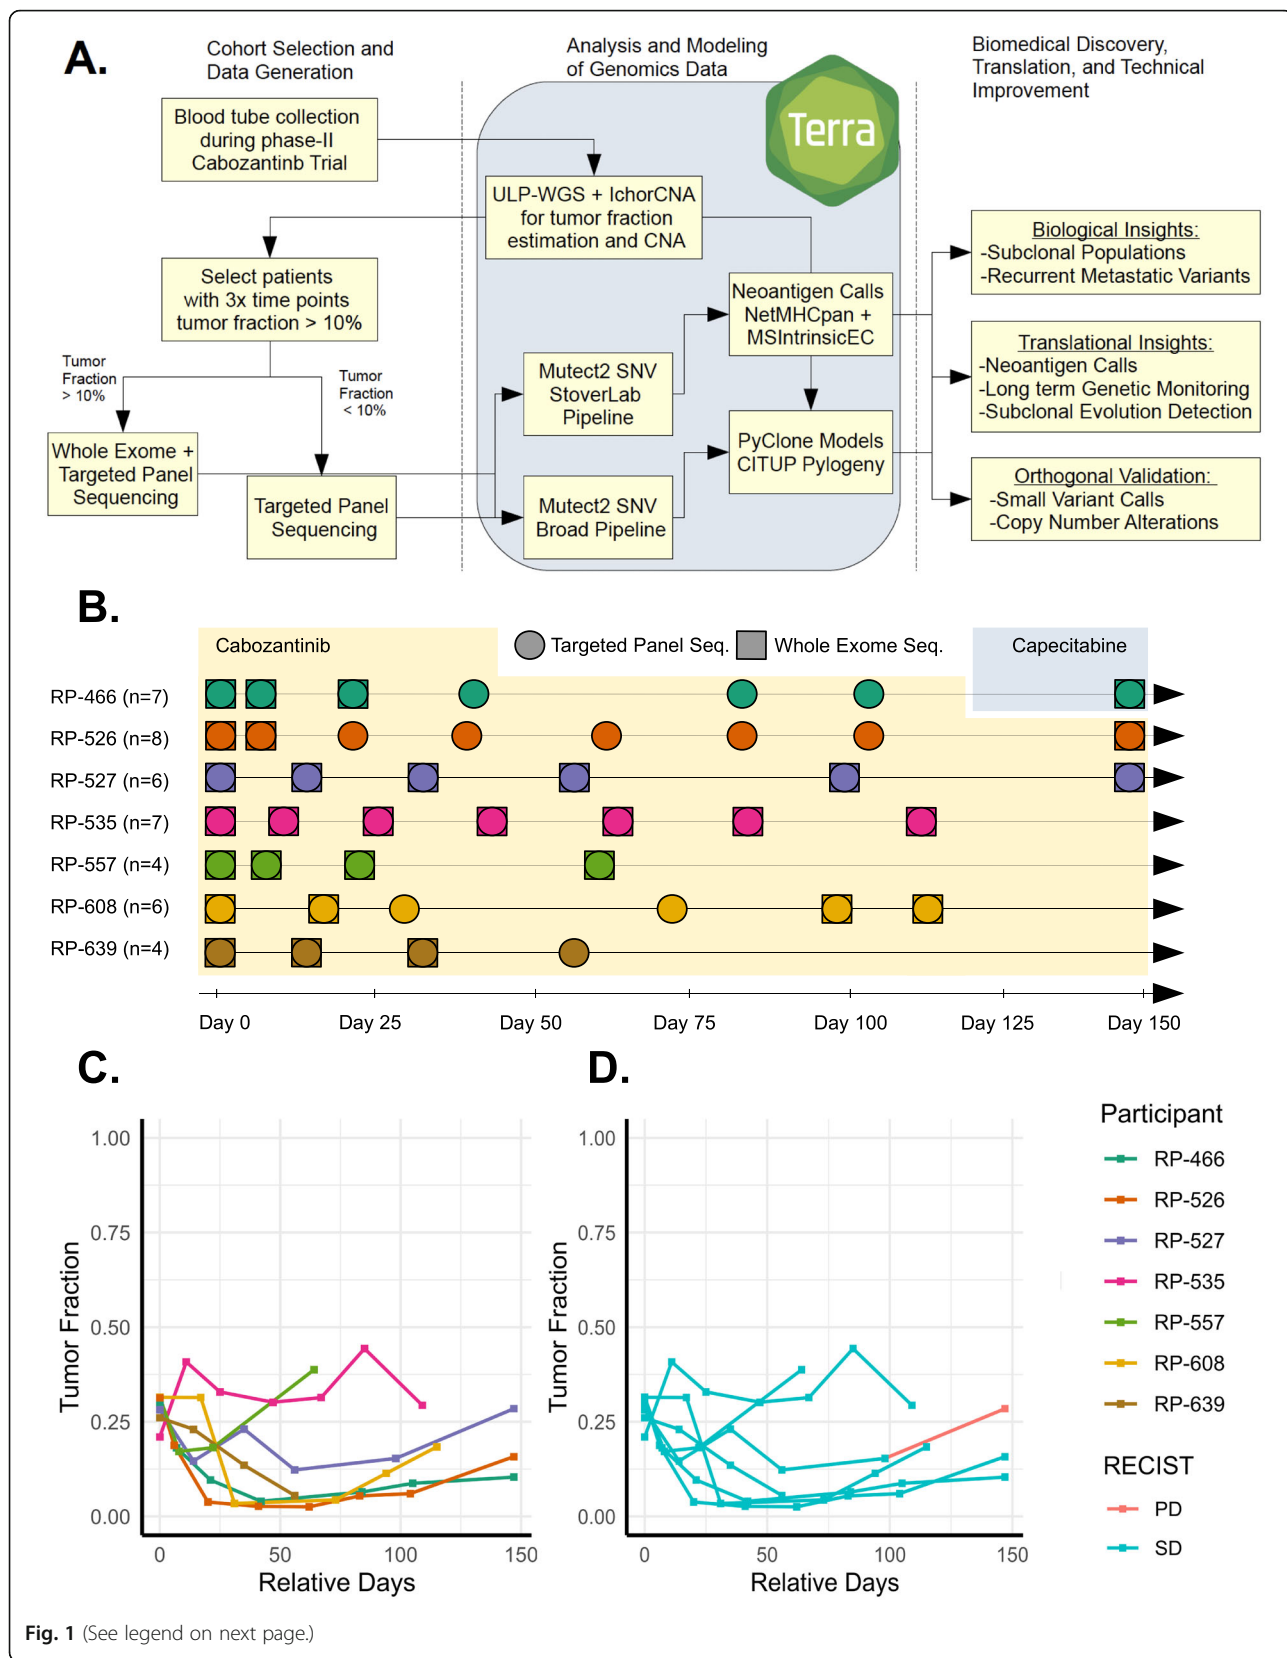 A.
Cohort Selection and
Data Generation
Analysis and Modeling
of Genomics Data
Biomedical Discovery,
Translation, and Technical
Improvement
Terra
Blood tube collection
during phase-II
Cabozantinb Trial
ULP-WGS + IchorCNA
for tumor fraction
estimation and CNA
Select patients
with 3x time points
tumor fraction > 10%
Tumor
Fraction
> 10%
Tumor
Fraction
< 10%
Whole Exome +
Targeted Panel
Sequencing
Targeted Panel
Sequencing
Mutect2 SNV
StoverLab
Pipeline
Mutect2 SNV
Broad Pipeline
Neoantigen Calls
NetMHCpan +
MSIntrinsicEC
PyClone Models
CITUP Pylogeny
Biological Insights:
-Subclonal Populations
-Recurrent Metastatic Variants
Translational Insights:
-Neoantigen Calls
-Long term Genetic Monitoring
-Subclonal Evolution Detection
Orthogonal Validation:
-Small Variant Calls
-Copy Number Alterations
B.
Cabozantinib
Targeted Panel Seq.
Whole Exome Seq.
Capecitabine
RP-466 (n=7)
RP-526 (n=8)
RP-527 (n=6)
RP-535 (n=7)
RP-557 (n=4)
RP-608 (n=6)
RP-639 (n=4)
Day 0 Day 25 Day 50 Day 75 Day 100 Day 125 Day 150
C.
1.00
0.75
0.50
0.25
0.00
Tumor Fraction
0 50 100 150
Relative Days
D.
1.00
0.75
0.50
0.25
0.00
Tumor Fraction
0 50 100 150
Relative Days
Participant
RP-466
RP-526
RP-527
RP-535
RP-557
RP-608
RP-639
RECIST
PD
SD
Fig. 1 (See legend on next page.)